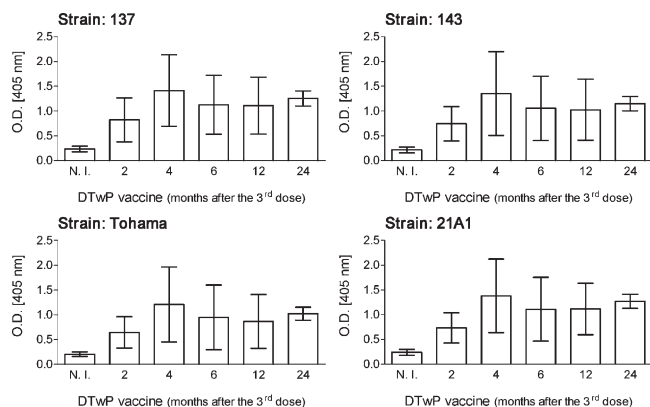 Strain: 137
2.5
2.0
1.5
1.0
0.5
0.0
O.D. [405 nm]
N. I. 2 4 6 12 24
DTwP vaccine (months after the 3rd dose)
Strain: 143
2.5
2.0
1.5
1.0
0.5
0.0
O.D. [405 nm]
N. I. 2 4 6 12 24
DTwP vaccine (months after the 3rd dose)
Strain: Tohama
2.5
2.0
1.5
1.0
0.5
0.0
O.D. [405 nm]
N. I. 2 4 6 12 24
DTwP vaccine (months after the 3rd dose)
Strain: 21A1
2.5
2.0
1.5
1.0
0.5
0.0
O.D. [405 nm]
N. I. 2 4 6 12 24
DTwP vaccine (months after the 3rd dose)